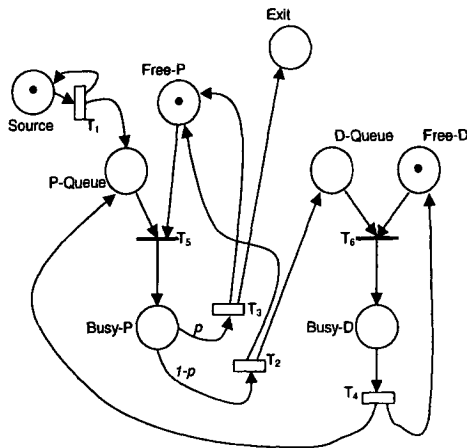 Exit
Free-P
Source
T1
D-Queue
Free-D
P-Queue
T5
T6
Busy-P
p
T3
Busy-D
1-p
T2
T4